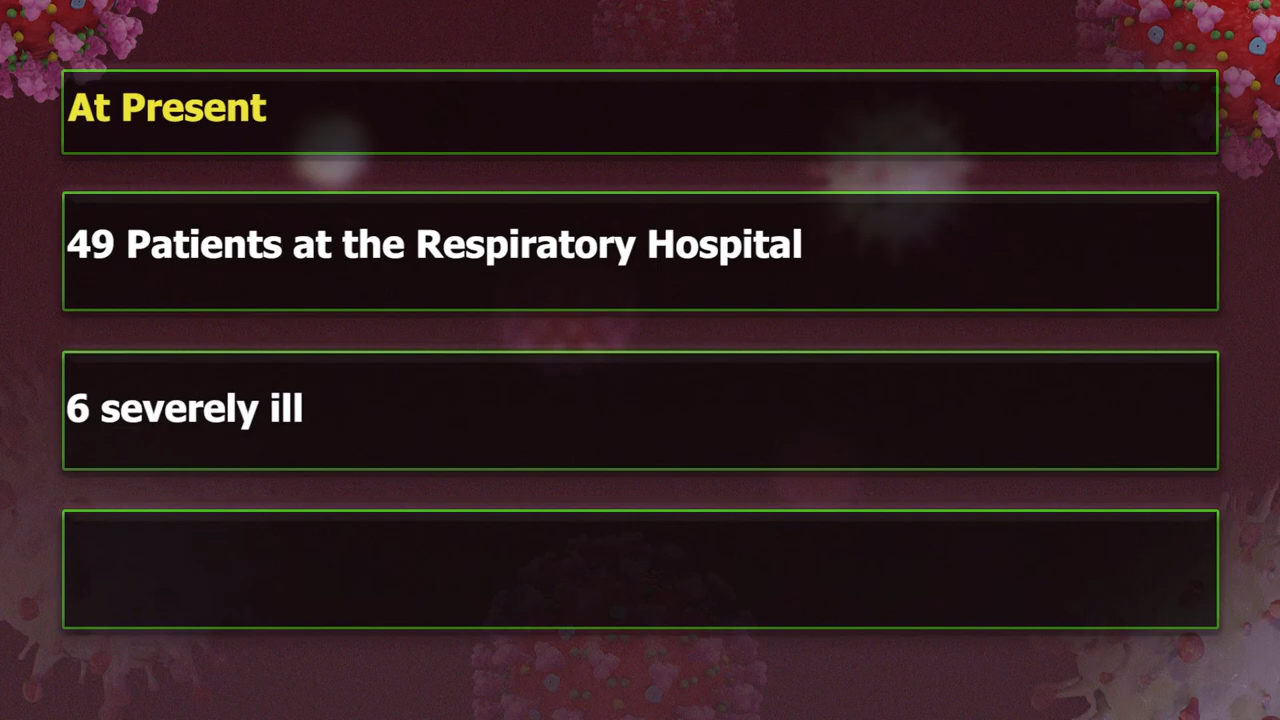 At Present
49 Patients at the Respiratory Hospital
6 severely ill